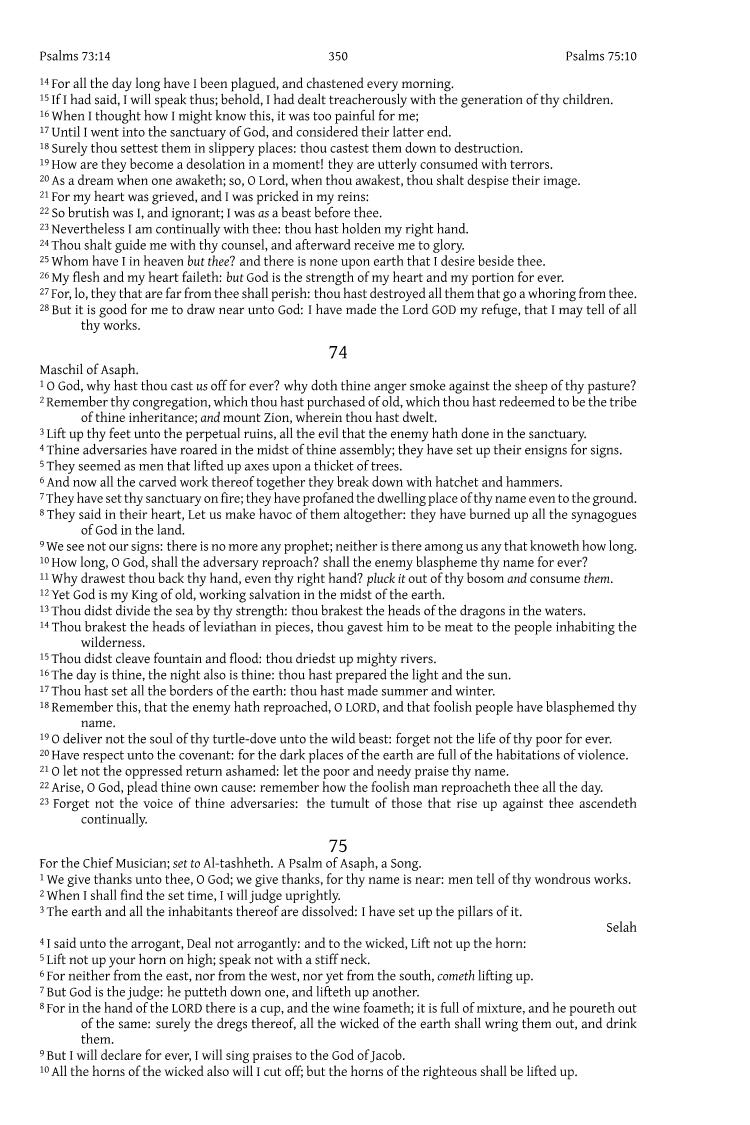 Psalms 73:14 350 Psalms 75:10
14 For all the day long have I been plagued, and chastened every morning.
15 If I had said, I will speak thus; behold, I had dealt treacherously with the generation of thy children.
16 When I thought how I might know this, it was too painful for me;
17 Until I went into the sanctuary of God, and considered their latter end.
18 Surely thou settest them in slippery places: thou castest them down to destruction.
19 How are they become a desolation in a moment! they are utterly consumed with terrors.
20 As a dream when one awaketh; so, O Lord, when thou awakest, thou shalt despise their image.
21 For my heart was grieved, and I was pricked in my reins:
22 So brutish was I, and ignorant; I was as a beast before thee.
23 Nevertheless I am continually with thee: thou hast holden my right hand.
24 Thou shalt guide me with thy counsel, and afterward receive me to glory.
25 Whom have I in heaven but thee? and there is none upon earth that I desire beside thee.
26 My flesh and my heart faileth: but God is the strength of my heart and my portion for ever.
27 For, lo, they that are far from thee shall perish: thou hast destroyed all them that go a whoring from thee.
28 But it is good for me to draw near unto God: I have made the Lord GOD my refuge, that I may tell of all
thy works.
74
Maschil of Asaph.
1 O God, why hast thou cast us off for ever? why doth thine anger smoke against the sheep of thy pasture?
2 Remember thy congregation, which thou hast purchased of old, which thou hast redeemed to be the tribe
of thine inheritance; and mount Zion, wherein thou hast dwelt.
3 Lift up thy feet unto the perpetual ruins, all the evil that the enemy hath done in the sanctuary.
4 Thine adversaries have roared in the midst of thine assembly; they have set up their ensigns for signs.
5 They seemed as men that lifted up axes upon a thicket of trees.
6 And now all the carved work thereof together they break down with hatchet and hammers.
7 They have set thy sanctuary on fire; they have profaned the dwelling place of thy name even to the ground.
8 They said in their heart, Let us make havoc of them altogether: they have burned up all the synagogues
of God in the land.
9 We see not our signs: there is no more any prophet; neither is there among us any that knoweth how long.
10 How long, O God, shall the adversary reproach? shall the enemy blaspheme thy name for ever?
11 Why drawest thou back thy hand, even thy right hand? pluck it out of thy bosom and consume them.
12 Yet God is my King of old, working salvation in the midst of the earth.
13 Thou didst divide the sea by thy strength: thou brakest the heads of the dragons in the waters.
14 Thou brakest the heads of leviathan in pieces, thou gavest him to be meat to the people inhabiting the
wilderness.
15 Thou didst cleave fountain and flood: thou driedst up mighty rivers.
16 The day is thine, the night also is thine: thou hast prepared the light and the sun.
17 Thou hast set all the borders of the earth: thou hast made summer and winter.
18 Remember this, that the enemy hath reproached, O LORD, and that foolish people have blasphemed thy
name.
19 O deliver not the soul of thy turtle-dove unto the wild beast: forget not the life of thy poor for ever.
20 Have respect unto the covenant: for the dark places of the earth are full of the habitations of violence.
21 O let not the oppressed return ashamed: let the poor and needy praise thy name.
22 Arise, O God, plead thine own cause: remember how the foolish man reproacheth thee all the day.
23 Forget not the voice of thine adversaries: the tumult of those that rise up against thee ascendeth
continually.
75
For the Chief Musician; set to Al-tashheth. A Psalm of Asaph, a Song.
1 We give thanks unto thee, O God; we give thanks, for thy name is near: men tell of thy wondrous works.
2 When I shall find the set time, I will judge uprightly.
3 The earth and all the inhabitants thereof are dissolved: I have set up the pillars of it.
Selah
4 I said unto the arrogant, Deal not arrogantly: and to the wicked, Lift not up the horn:
5 Lift not up your horn on high; speak not with a stiff neck.
6 For neither from the east, nor from the west, nor yet from the south, cometh lifting up.
7 But God is the judge: he putteth down one, and lifteth up another.
8 For in the hand of the LORD there is a cup, and the wine foameth; it is full of mixture, and he poureth out
of the same: surely the dregs thereof, all the wicked of the earth shall wring them out, and drink
them.
9 But I will declare for ever, I will sing praises to the God of Jacob.
10 All the horns of the wicked also will I cut off; but the horns of the righteous shall be lifted up.